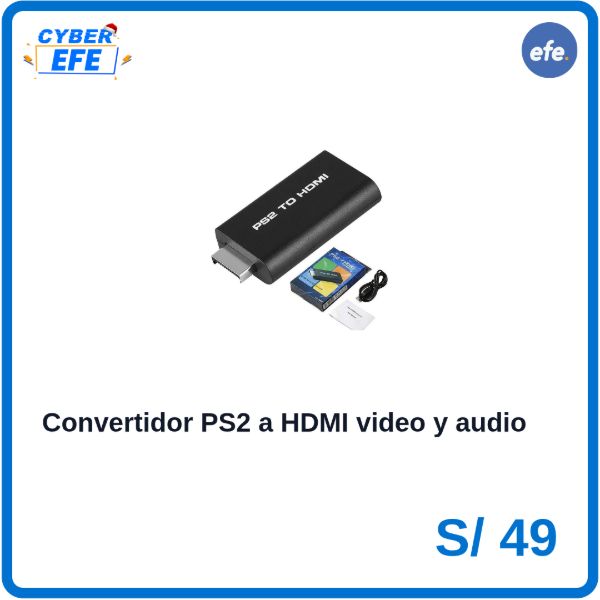 CYBER
EFE
efe.
PS2 TO HDMI
Convertidor PS2 a HDMI video y audio
S/ 49